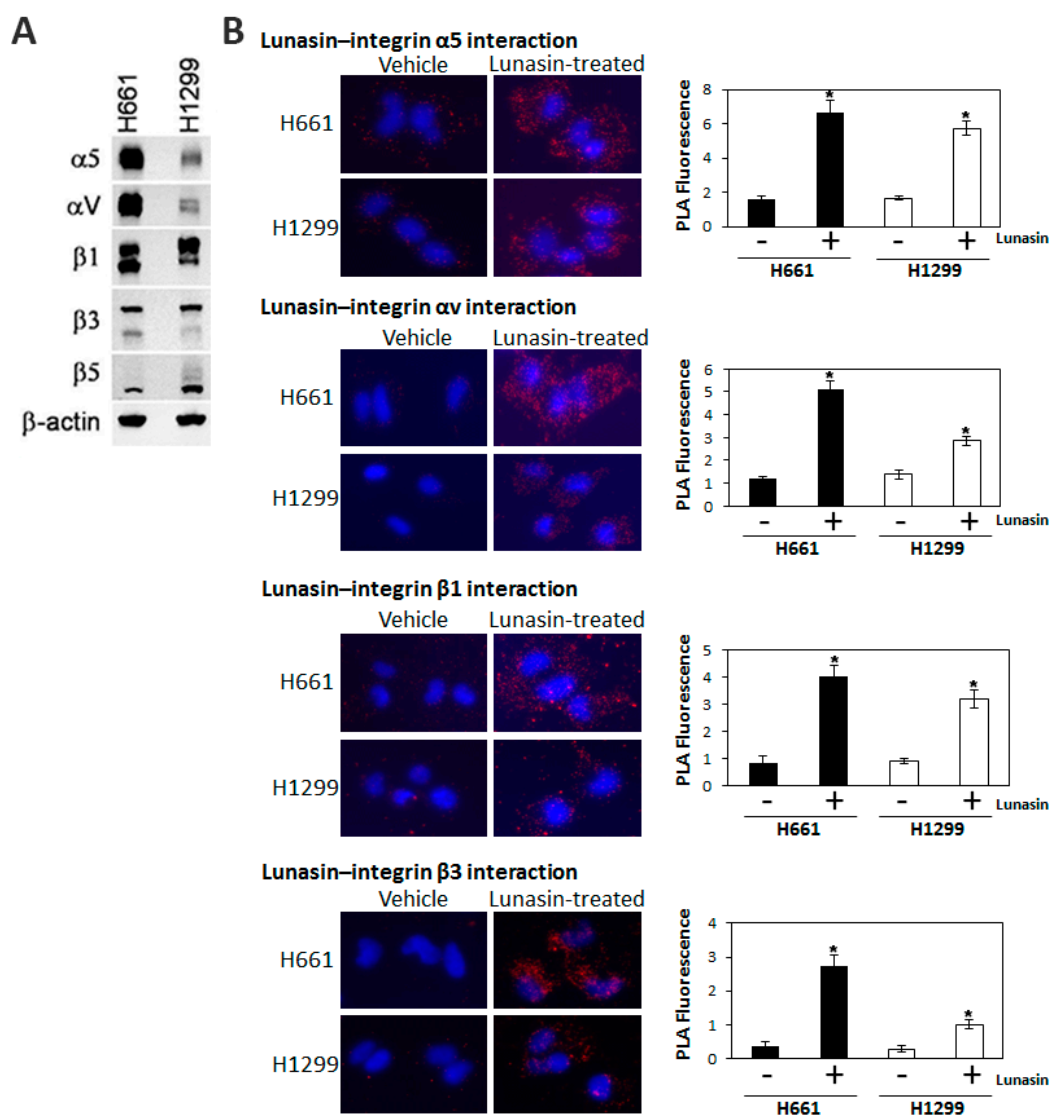 A
H661
H1299
α5
αV
β1
β3
β5
β-actin
B
Lunasin–integrin α5 interaction
Vehicle
Lunasin-treated
H661
H1299
PLA Fluorescence
8
6
4
2
0
*
*
- + - + Lunasin
H661 H1299
Lunasin–integrin αv interaction
Vehicle
Lunasin-treated
H661
H1299
PLA Fluorescence
6
5
4
3
2
1
0
*
*
- + - + Lunasin
H661 H1299
Lunasin–integrin β1 interaction
Vehicle
Lunasin-treated
H661
H1299
PLA Fluorescence
5
4
3
2
1
0
*
*
- + - + Lunasin
H661 H1299
Lunasin–integrin β3 interaction
Vehicle
Lunasin-treated
H661
H1299
PLA Fluorescence
4
3
2
1
0
*
*
- + - + Lunasin
H661 H1299